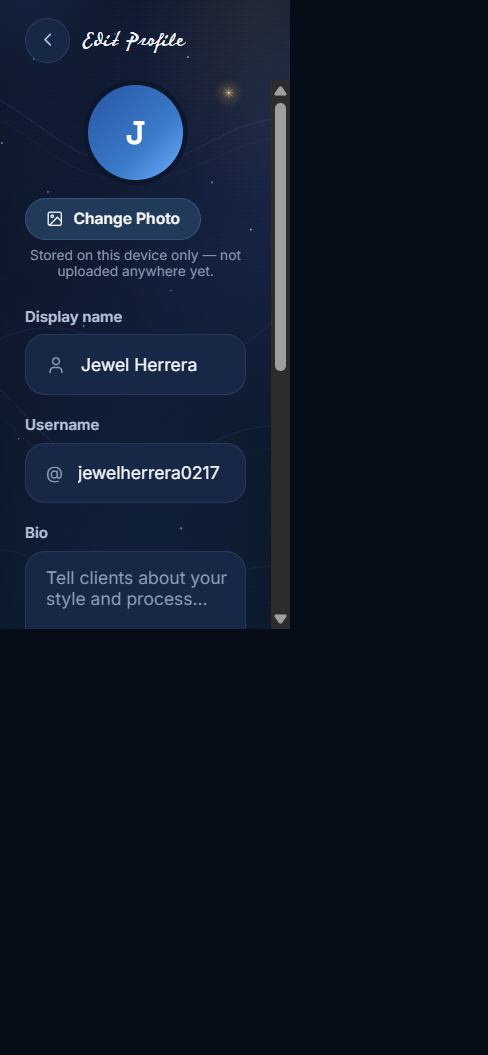 Edit Profile
J
Change Photo
Stored on this device only — not
uploaded anywhere yet.
Display name
Jewel Herrera
Username
@ jewelherrera0217
Bio
Tell clients about your
style and process...